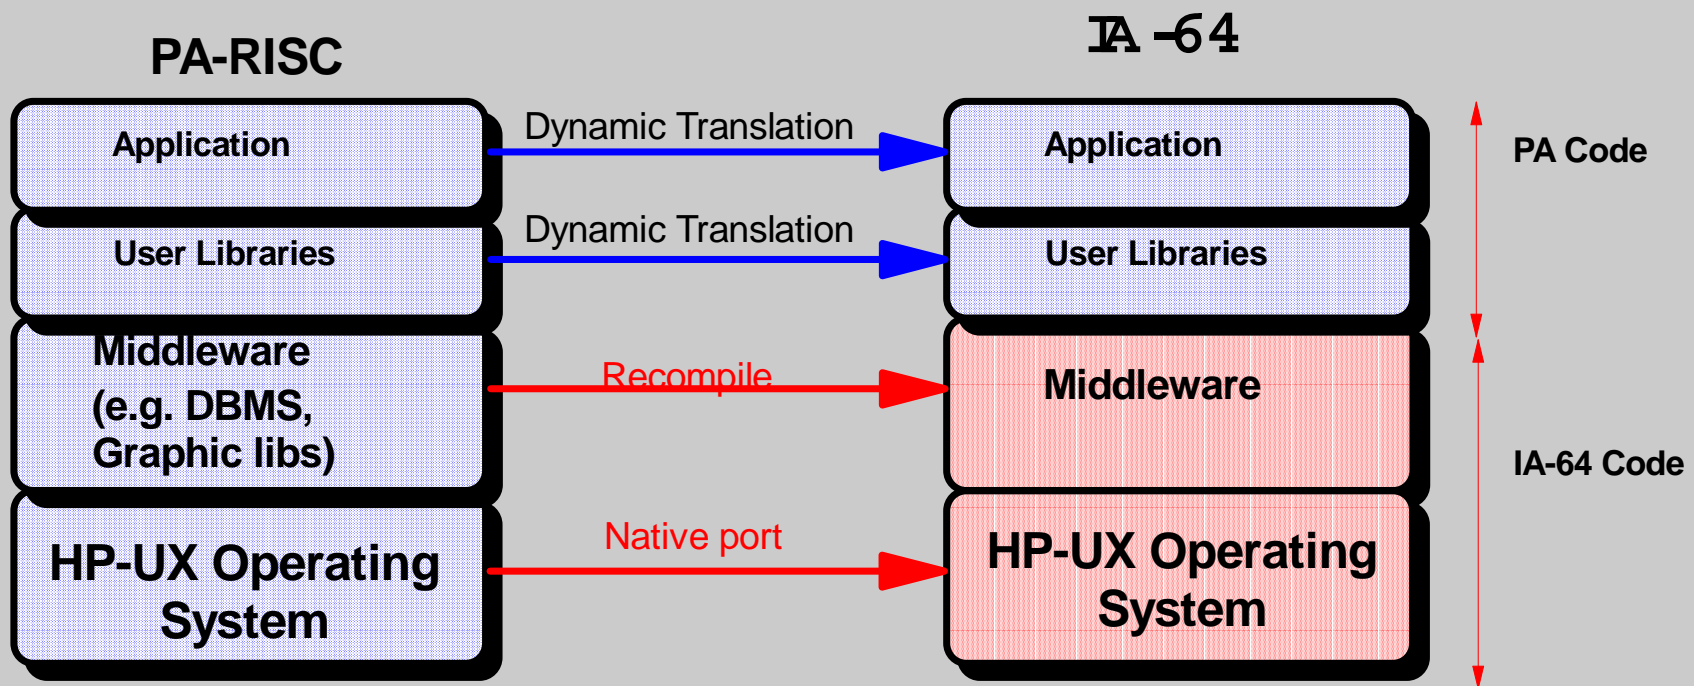 PA-RISC
IA-64
Application
Dynamic Translation
Application
PA Code
User Libraries
Dynamic Translation
User Libraries
Middleware
(e.g. DBMS,
Graphic libs)
Recompile
Middleware
IA-64 Code
HP-UX Operating
System
Native port
HP-UX Operating
System